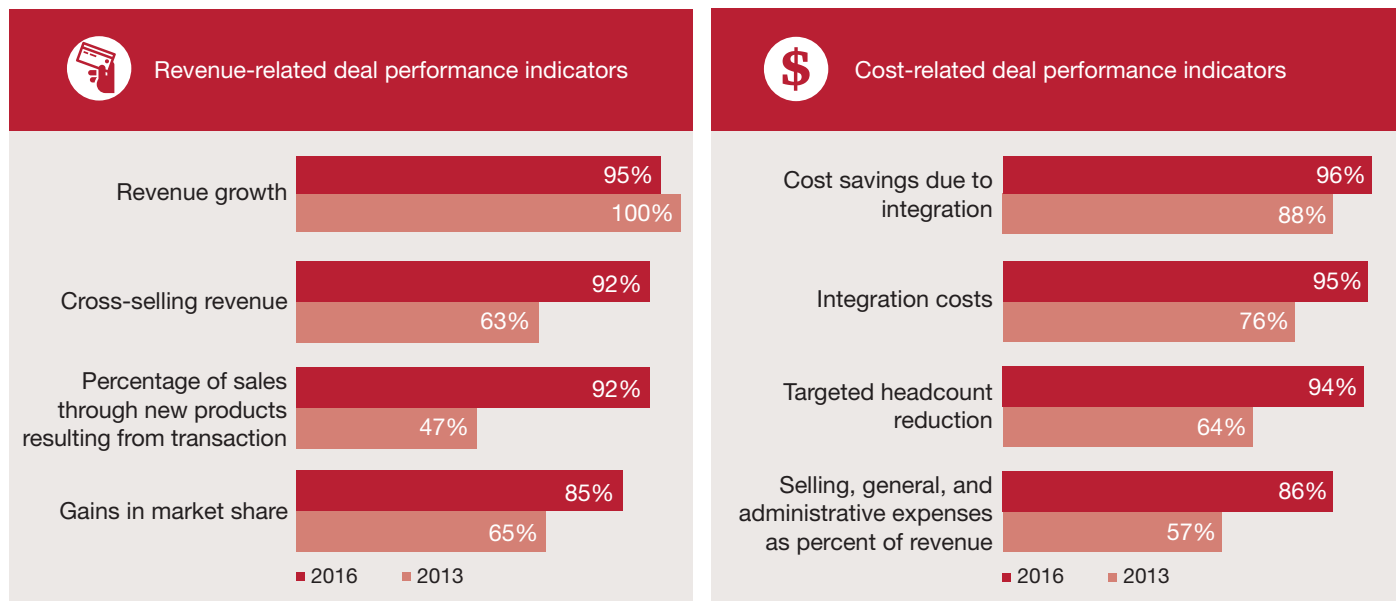 Revenue-related deal performance indicators
Revenue growth
95%
100%
Cross-selling revenue
92%
63%
Percentage of sales
through new products
resulting from transaction
92%
47%
Gains in market share
85%
65%
2016 2013
$
Cost-related deal performance indicators
Cost savings due to
integration
96%
88%
Integration costs
95%
76%
Targeted headcount
reduction
94%
64%
Selling, general, and
administrative expenses
as percent of revenue
86%
57%
2016 2013